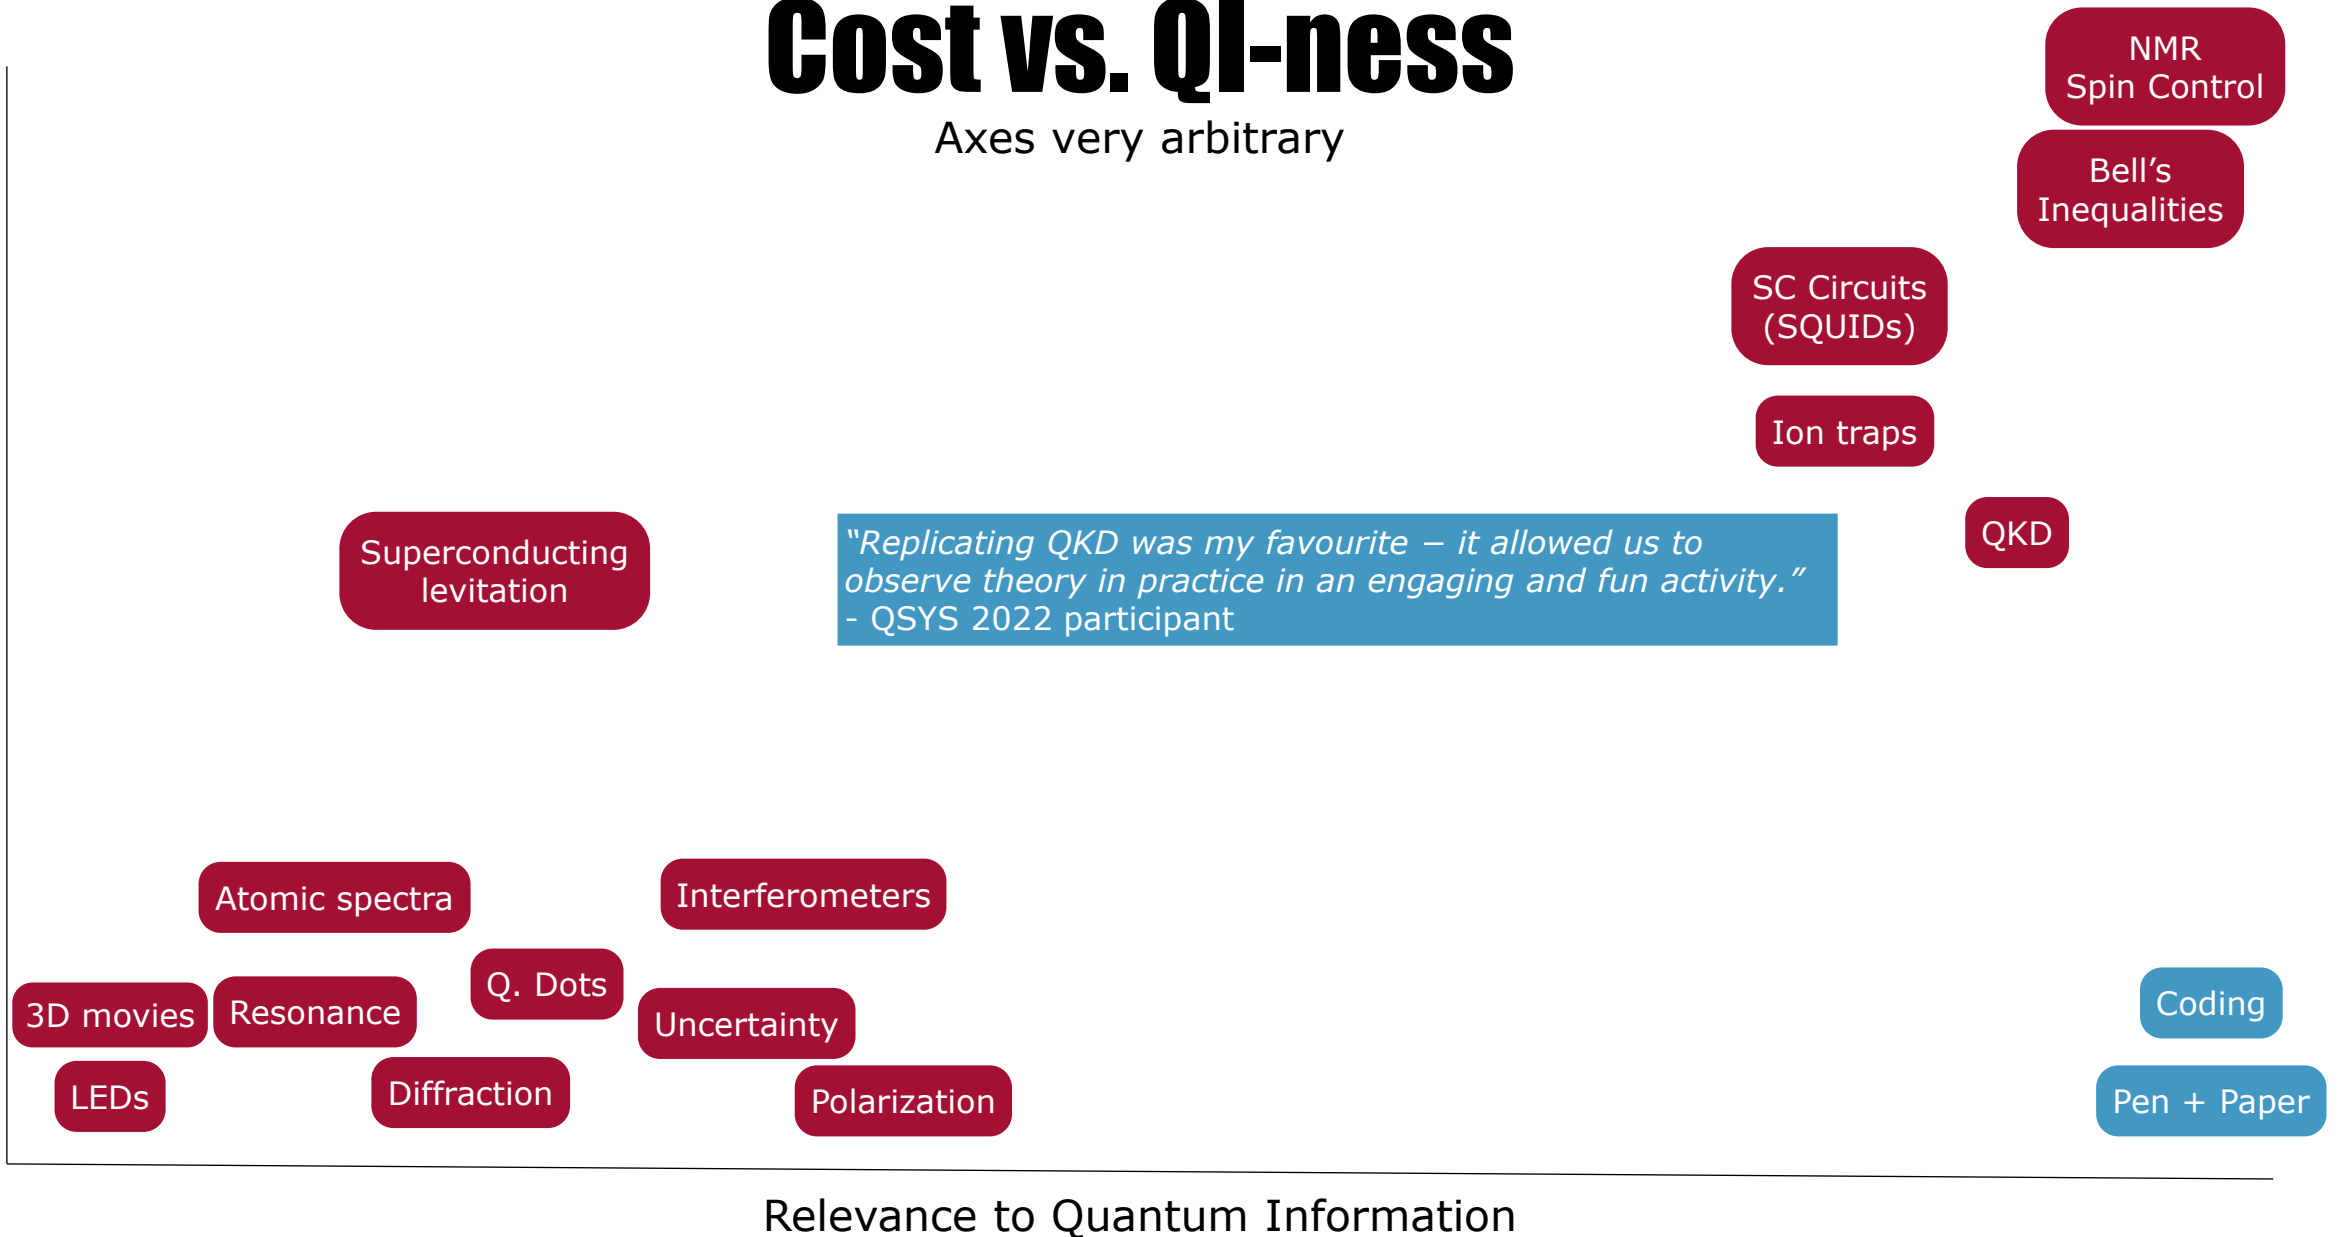 Cost vs. QI-ness
Axes very arbitrary
NMR
Spin Control
Bell’s
Inequalities
SC Circuits
(SQUIDs)
Ion traps
QKD
Superconducting
levitation
“Replicating QKD was my favourite – it allowed us to
observe theory in practice in an engaging and fun activity.”
- QSYS 2022 participant
Atomic spectra
Interferometers
Q. Dots
3D movies
Resonance
Uncertainty
Coding
LEDs
Diffraction
Polarization
Pen + Paper
Relevance to Quantum Information